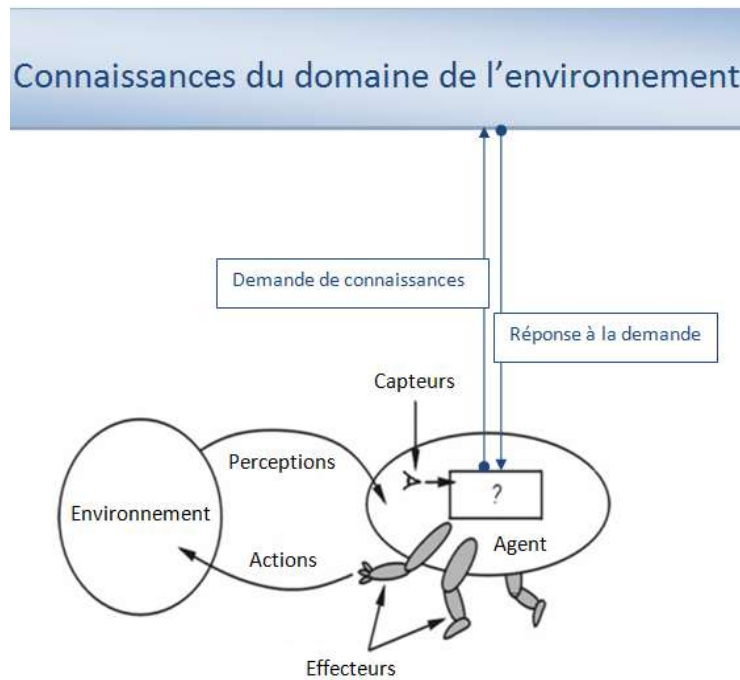 Connaissances du domaine de l'environnement
Demande de connaissances
Réponse à la demande
Capteurs
Perceptions
?
Environnement
Agent
Actions
Effecteurs